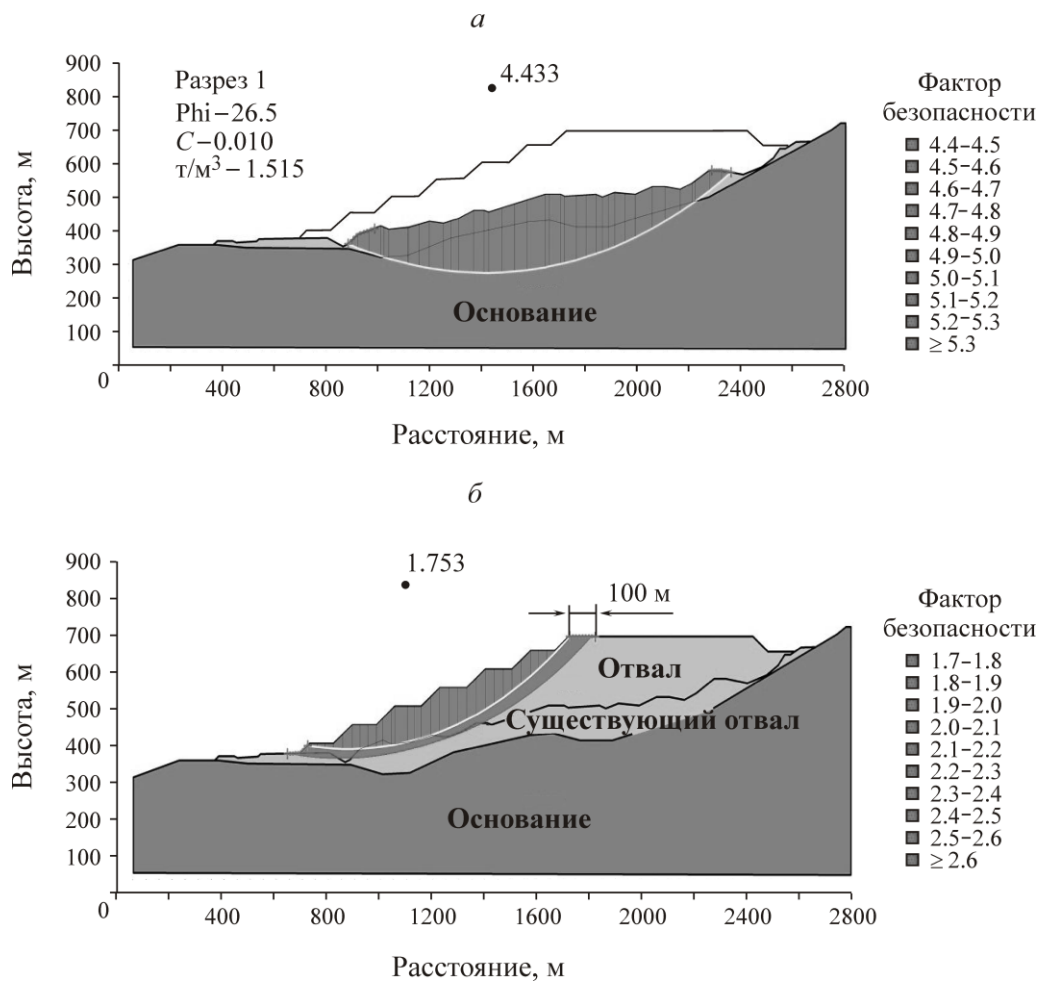 а
900
800
700
600
500
400
300
200
100
0
Высота, м
Разрез 1
Phi–26.5
C–0.010
т/м³–1.515
4.433
Основание
400
800
1200
1600
2000
2400
2800
Расстояние, м
Фактор
безопасности
4.4–4.5
4.5–4.6
4.6–4.7
4.7–4.8
4.8–4.9
4.9–5.0
5.0–5.1
5.1–5.2
5.2–5.3
≥ 5.3
б
900
800
700
600
500
400
300
200
100
0
Высота, м
1.753
100 м
Отвал
Существующий отвал
Основание
400
800
1200
1600
2000
2400
2800
Расстояние, м
Фактор
безопасности
1.7–1.8
1.8–1.9
1.9–2.0
2.0–2.1
2.1–2.2
2.2–2.3
2.3–2.4
2.4–2.5
2.5–2.6
≥ 2.6